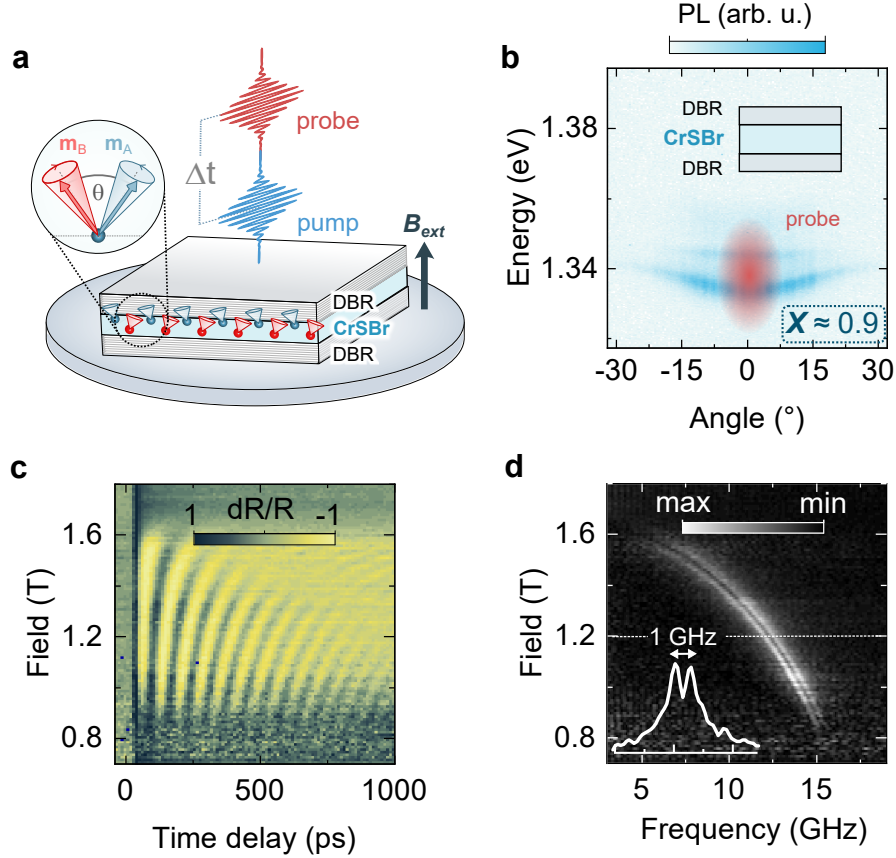 a
probe
m_B m_A
θ
Δt
pump
B_ext
DBR
CrSBr
DBR
b
PL (arb. u.)
Energy (eV)
1.38
1.34
DBR
CrSBr
DBR
probe
X ≈ 0.9
-30 -15 0 15 30
Angle (°)
c
Field (T)
1.6
1.2
0.8
dR/R
1 -1
0 500 1000
Time delay (ps)
d
Field (T)
1.6
1.2
0.8
max min
1 GHz
5 10 15
Frequency (GHz)